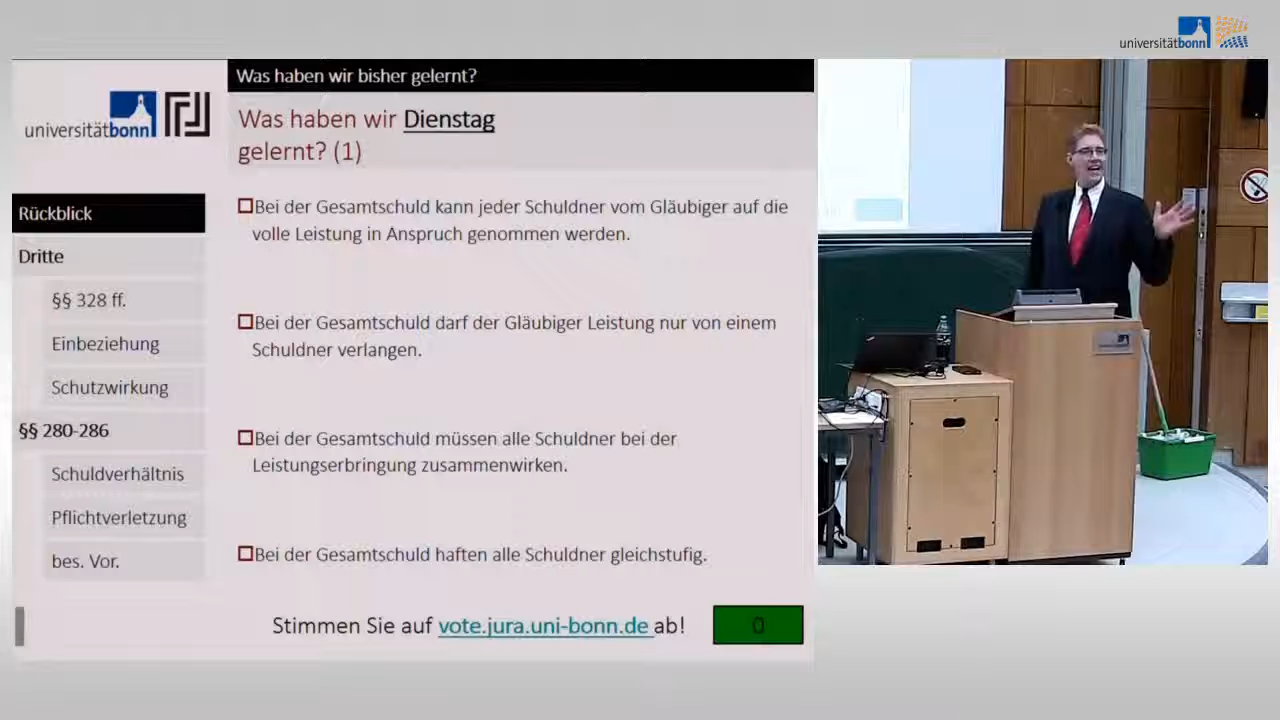 universitätbonn
Was haben wir bisher gelernt?
universitätbonn
Was haben wir Dienstag
gelernt? (1)
Rückblick
Dritte
§§ 328 ff.
Einbeziehung
Schutzwirkung
§§ 280-286
Schuldverhältnis
Pflichtverletzung
bes. Vor.
Bei der Gesamtschuld kann jeder Schuldner vom Gläubiger auf die
volle Leistung in Anspruch genommen werden.
Bei der Gesamtschuld darf der Gläubiger Leistung nur von einem
Schuldner verlangen.
Bei der Gesamtschuld müssen alle Schuldner bei der
Leistungserbringung zusammenwirken.
Bei der Gesamtschuld haften alle Schuldner gleichstufig.
Stimmen Sie auf vote.jura.uni-bonn.de ab!
0